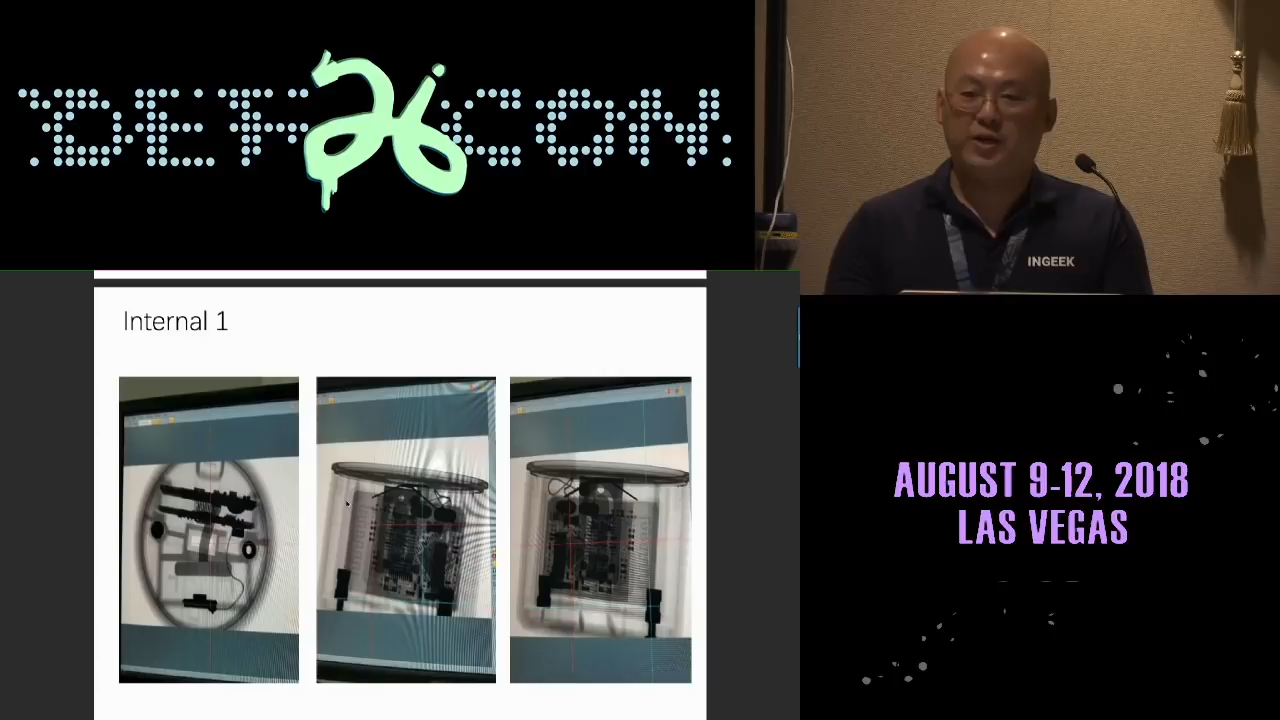 DEF 26 CON
INGEEK
Internal 1
AUGUST 9-12, 2018
LAS VEGAS